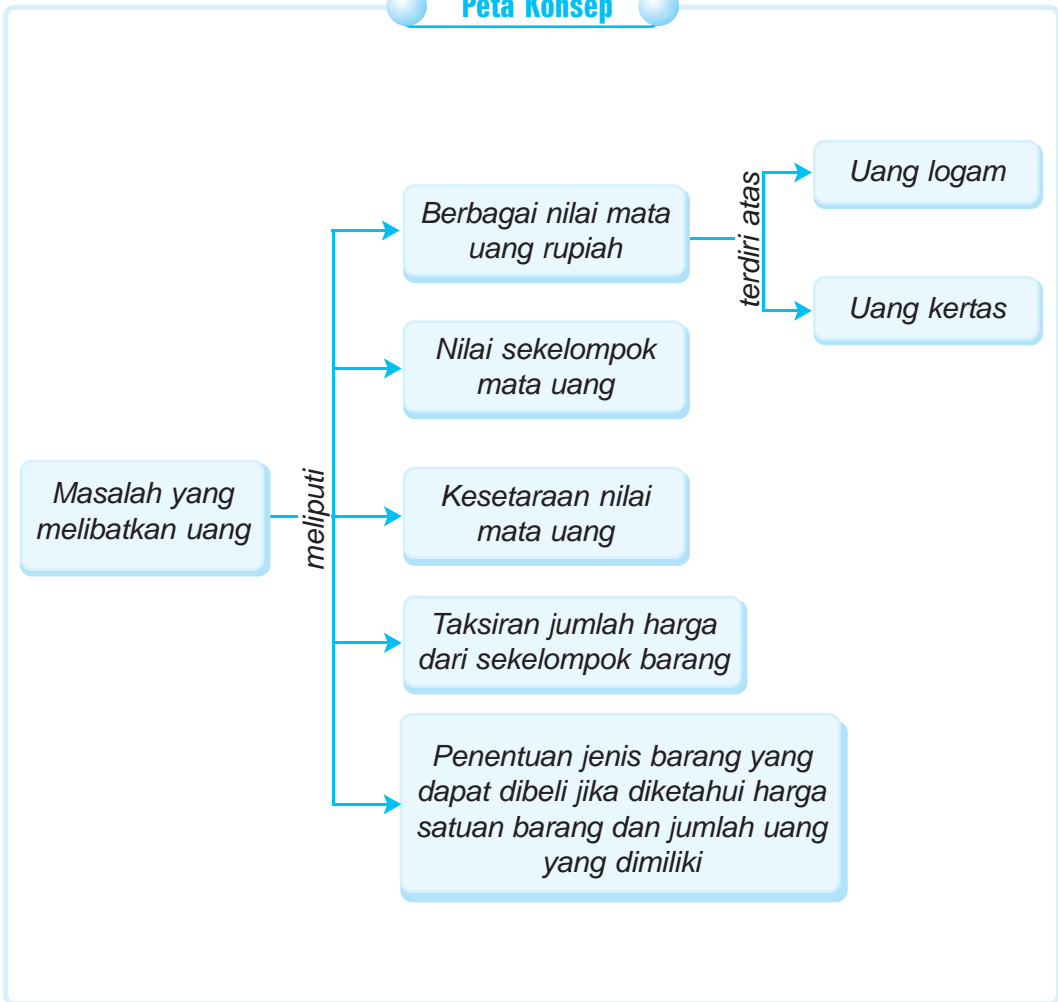 Peta Konsep
Masalah yang
melibatkan uang
meliputi
Berbagai nilai mata
uang rupiah
terdiri atas
Uang logam
Uang kertas
Nilai sekelompok
mata uang
Kesetaraan nilai
mata uang
Taksiran jumlah harga
dari sekelompok barang
Penentuan jenis barang yang
dapat dibeli jika diketahui harga
satuan barang dan jumlah uang
yang dimiliki